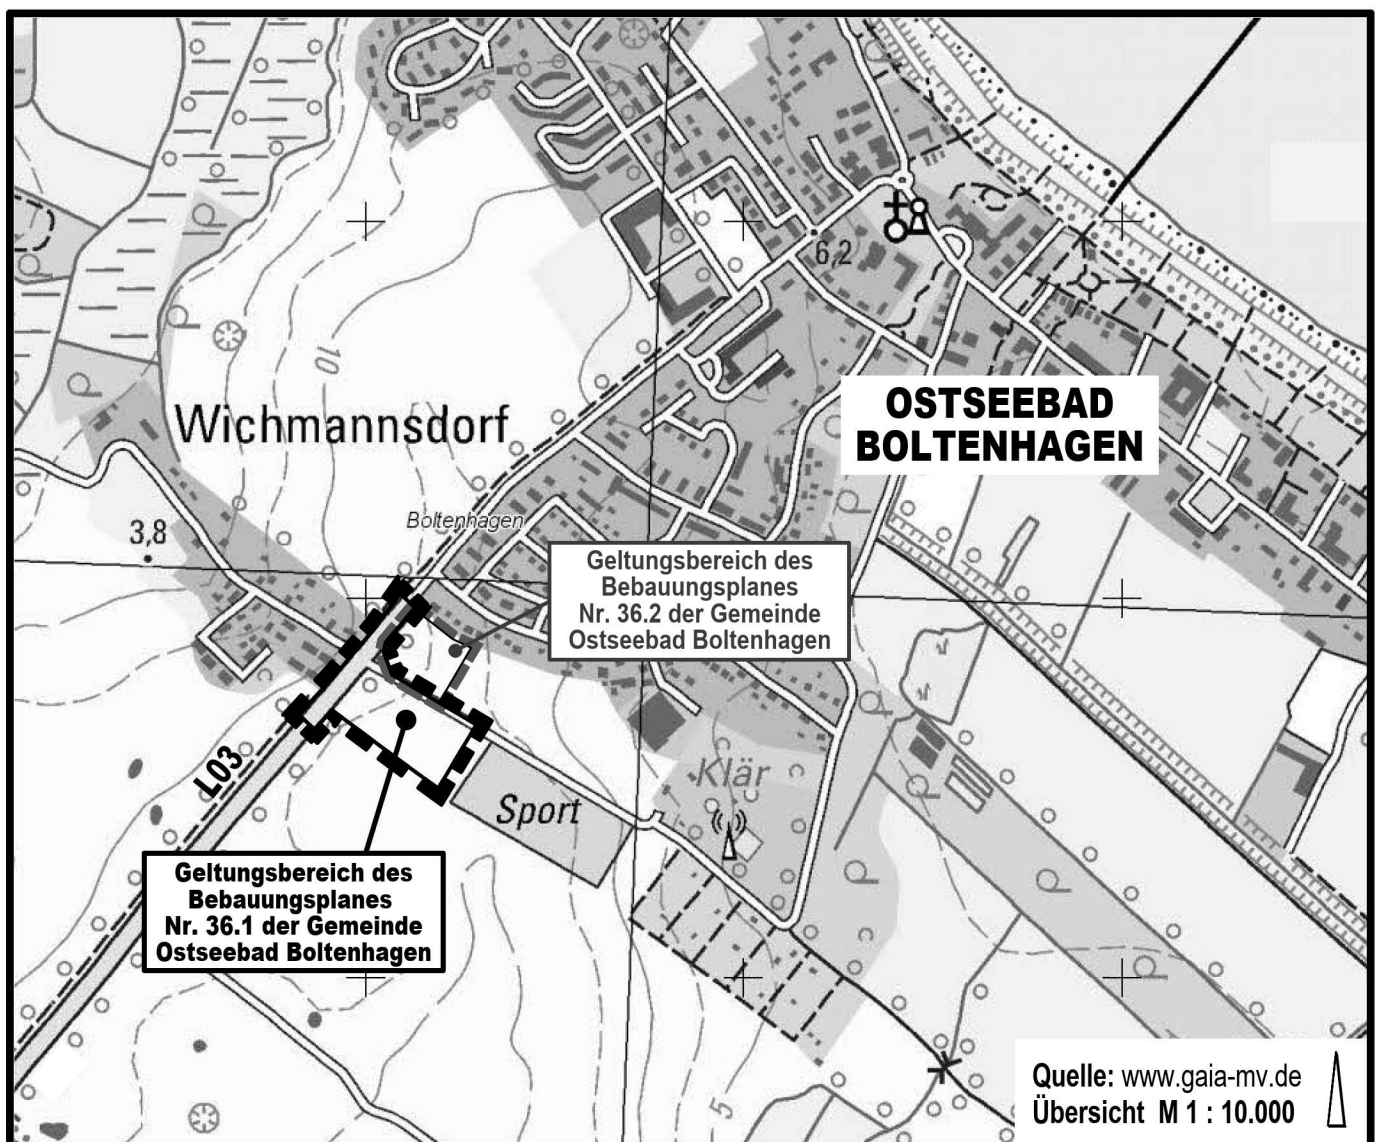 6,2
10
Wichmannsdorf
OSTSEEBAD
BOLTENHAGEN
3,8
Boltenhagen
Geltungsbereich des
Bebauungsplanes
Nr. 36.2 der Gemeinde
Ostseebad Boltenhagen
L03
Klär
Sport
Geltungsbereich des
Bebauungsplanes
Nr. 36.1 der Gemeinde
Ostseebad Boltenhagen
5
Quelle: www.gaia-mv.de
Übersicht M 1 : 10.000